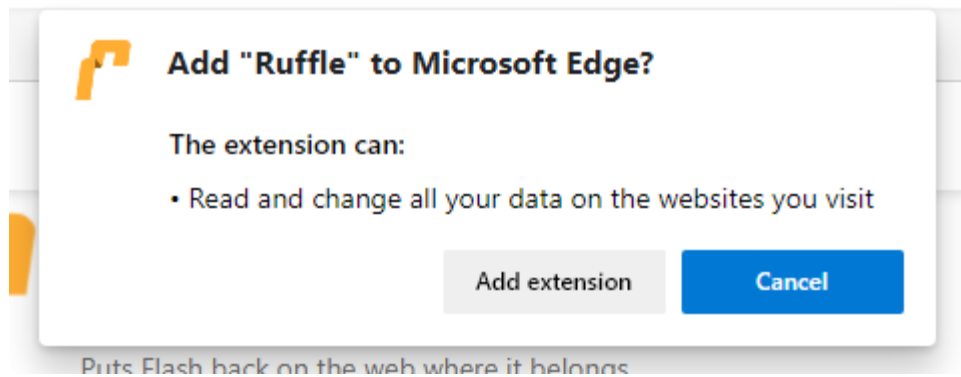 Add "Ruffle" to Microsoft Edge?
The extension can:
• Read and change all your data on the websites you visit
Add extension
Cancel
Puts Flash back on the web where it belongs